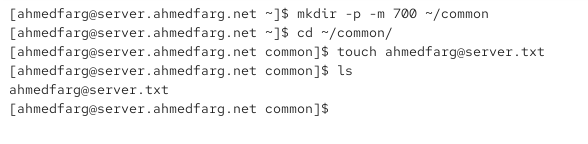 [ahmedfarg@server.ahmedfarg.net ~]$ mkdir -p -m 700 ~/common
[ahmedfarg@server.ahmedfarg.net ~]$ cd ~/common/
[ahmedfarg@server.ahmedfarg.net common]$ touch ahmedfarg@server.txt
[ahmedfarg@server.ahmedfarg.net common]$ ls
ahmedfarg@server.txt
[ahmedfarg@server.ahmedfarg.net common]$